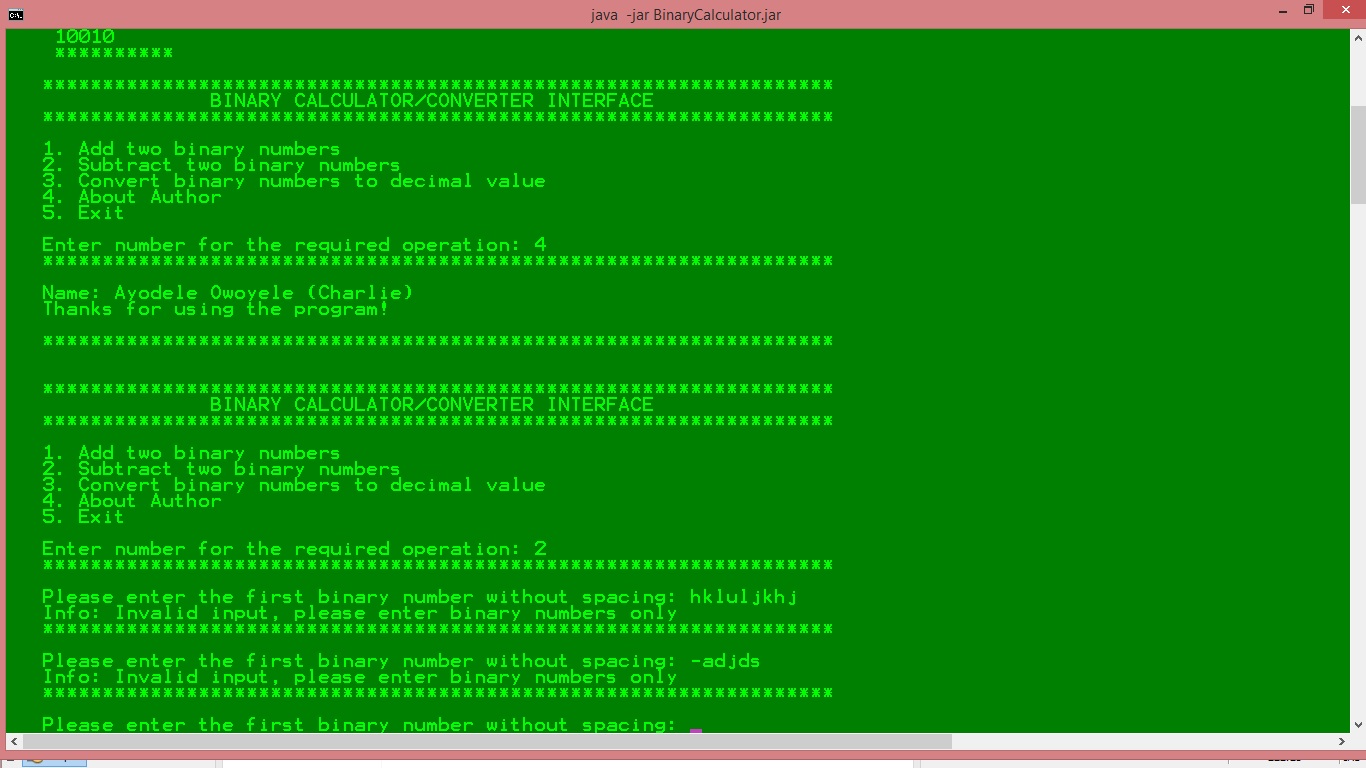 java -jar BinaryCalculator.jar
10010
**********
******************************************************************
BINARY CALCULATOR/CONVERTER INTERFACE
******************************************************************
1. Add two binary numbers
2. Subtract two binary numbers
3. Convert binary numbers to decimal value
4. About Author
5. Exit
Enter number for the required operation: 4
******************************************************************
Name: Ayodele Owoyele (Charlie)
Thanks for using the program!
******************************************************************
******************************************************************
BINARY CALCULATOR/CONVERTER INTERFACE
******************************************************************
1. Add two binary numbers
2. Subtract two binary numbers
3. Convert binary numbers to decimal value
4. About Author
5. Exit
Enter number for the required operation: 2
******************************************************************
Please enter the first binary number without spacing: hkluljkhj
Info: Invalid input, please enter binary numbers only
******************************************************************
Please enter the first binary number without spacing: -adjds
Info: Invalid input, please enter binary numbers only
******************************************************************
Please enter the first binary number without spacing: